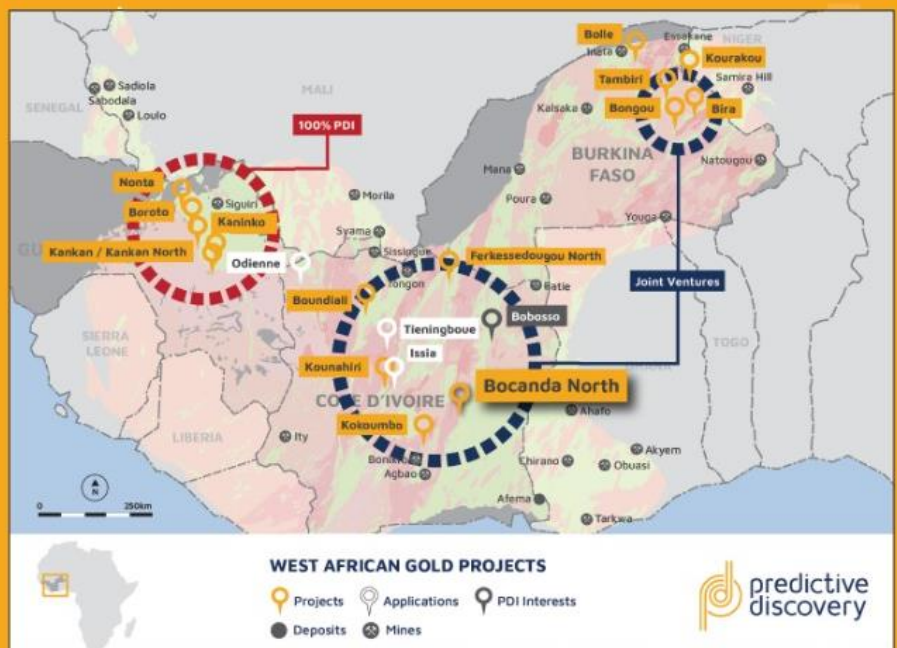 Bolle
Inata
Essakane
NIGER
Kourakou
Tambiri
Samira Hill
Sadiola
Sabodala
SENEGAL
Loulo
MALI
Kalsaka
Bongou
Bira
100% PDI
BURKINA
FASO
Natougou
Mana
Nonta
Siguiri
Morila
Poura
Boroto
Kaninko
Youga
Syama
Kankan / Kankan North
Odienne
Sissingue
Ferkessedougou North
Tongon
Batie
Joint Ventures
Boundiali
Bobosso
Tieningboue
SIERRA
LEONE
Issia
Kounahiri
TOGO
Bocanda North
COTE D'IVOIRE
Ahafo
Kokoumbo
LIBERIA
Ity
Akyem
Bonikro
Chirano
Obuasi
Agbao
Afema
Tarkwa
N
0 250km
WEST AFRICAN GOLD PROJECTS
Projects Applications PDI Interests
Deposits Mines
predictive
discovery